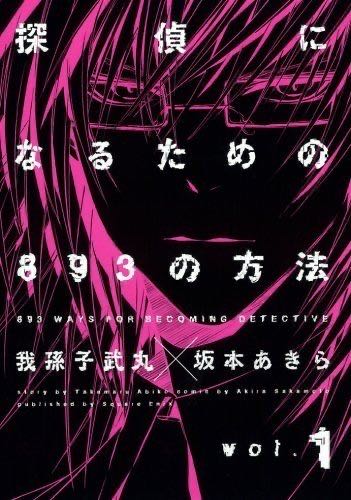 探偵に
なるための
893の方法
893 WAYS FOR BECOMING DETECTIVE
我孫子武丸×坂本あきら
story by Takemaru Abiko comic by Akira Sakamoto
published by Square Enix
vol.1